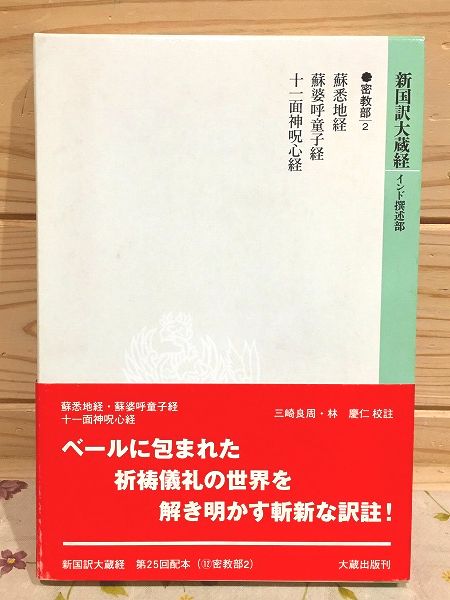 新国訳大蔵経
インド撰述部
●密教部2
蘇悉地経
蘇婆呼童子経
十一面神呪心経
蘇悉地経・蘇婆呼童子経
十一面神呪心経
三崎良周・林 慶仁 校註
ベールに包まれた
祈祷儀礼の世界を
解き明かす斬新な訳註!
新国訳大蔵経 第25回配本(⑫密教部2)
大蔵出版刊